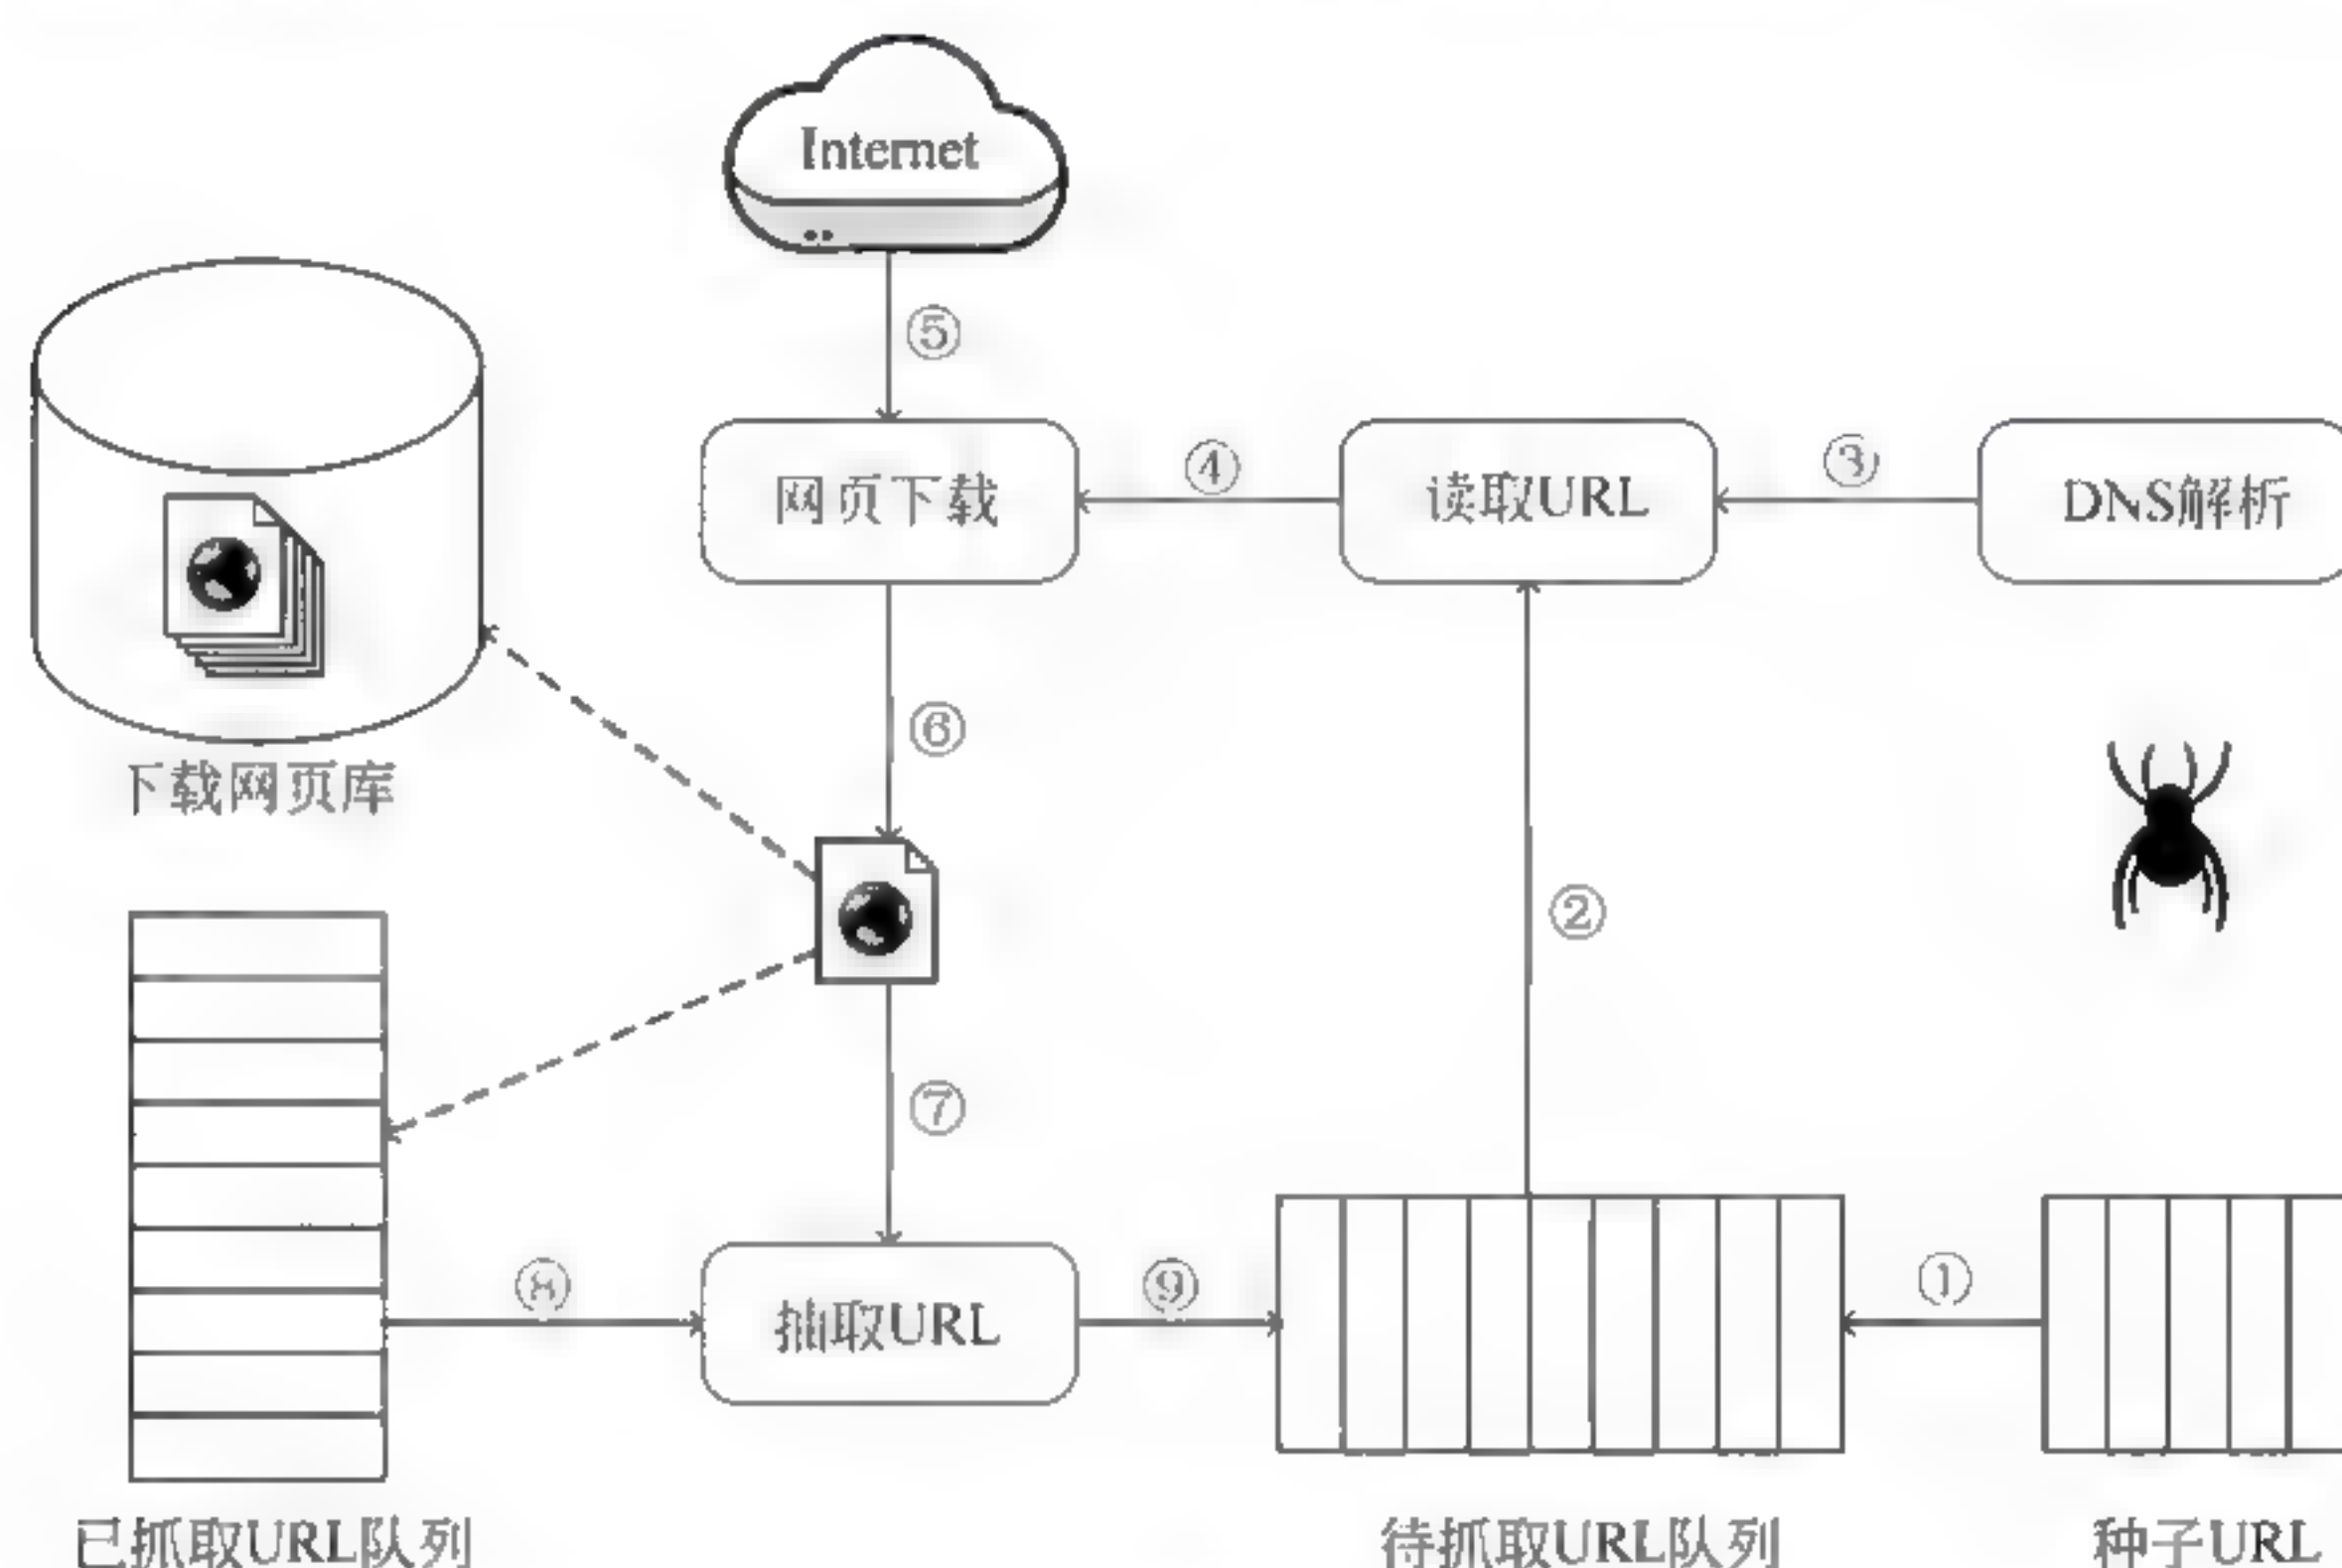 Internet
⑤
网页下载
④
读取URL
③
DNS解析
⑥
下载网页库
②
⑦
⑧
抽取URL
⑨
①
已抓取URL队列
待抓取URL队列
种子URL